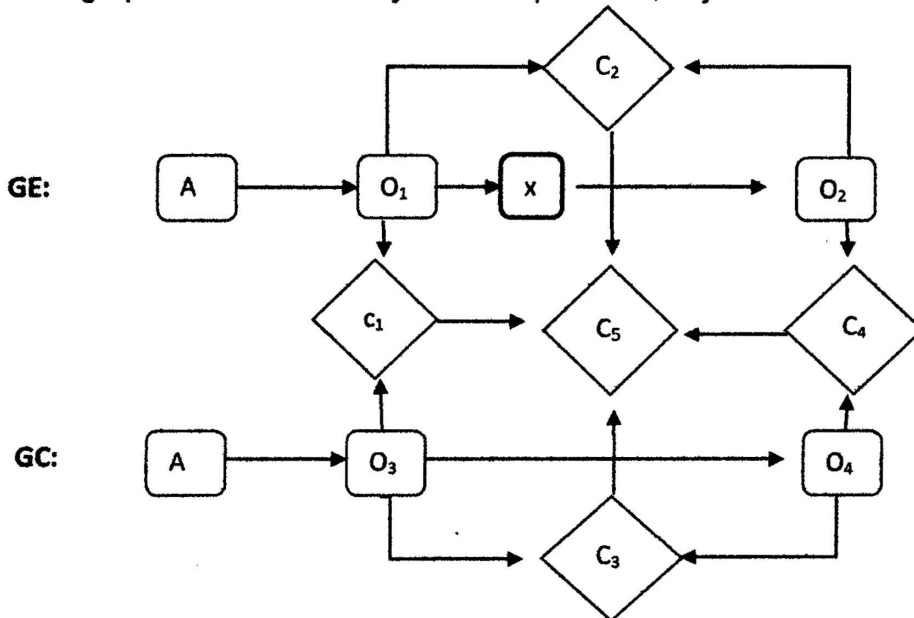 C₂
GE: A O₁ x O₂
c₁ C₅ C₄
GC: A O₃ O₄
C₃